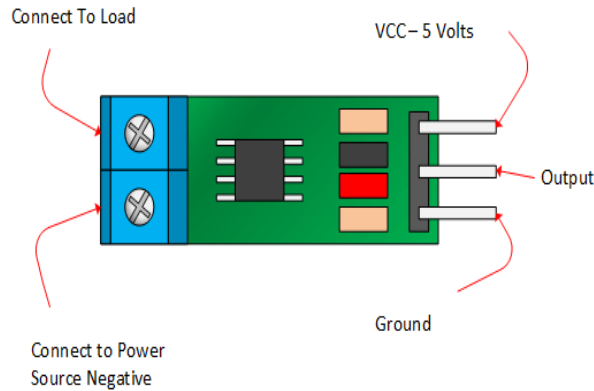 Connect To Load
VCC – 5 Volts
Output
Ground
Connect to Power
Source Negative